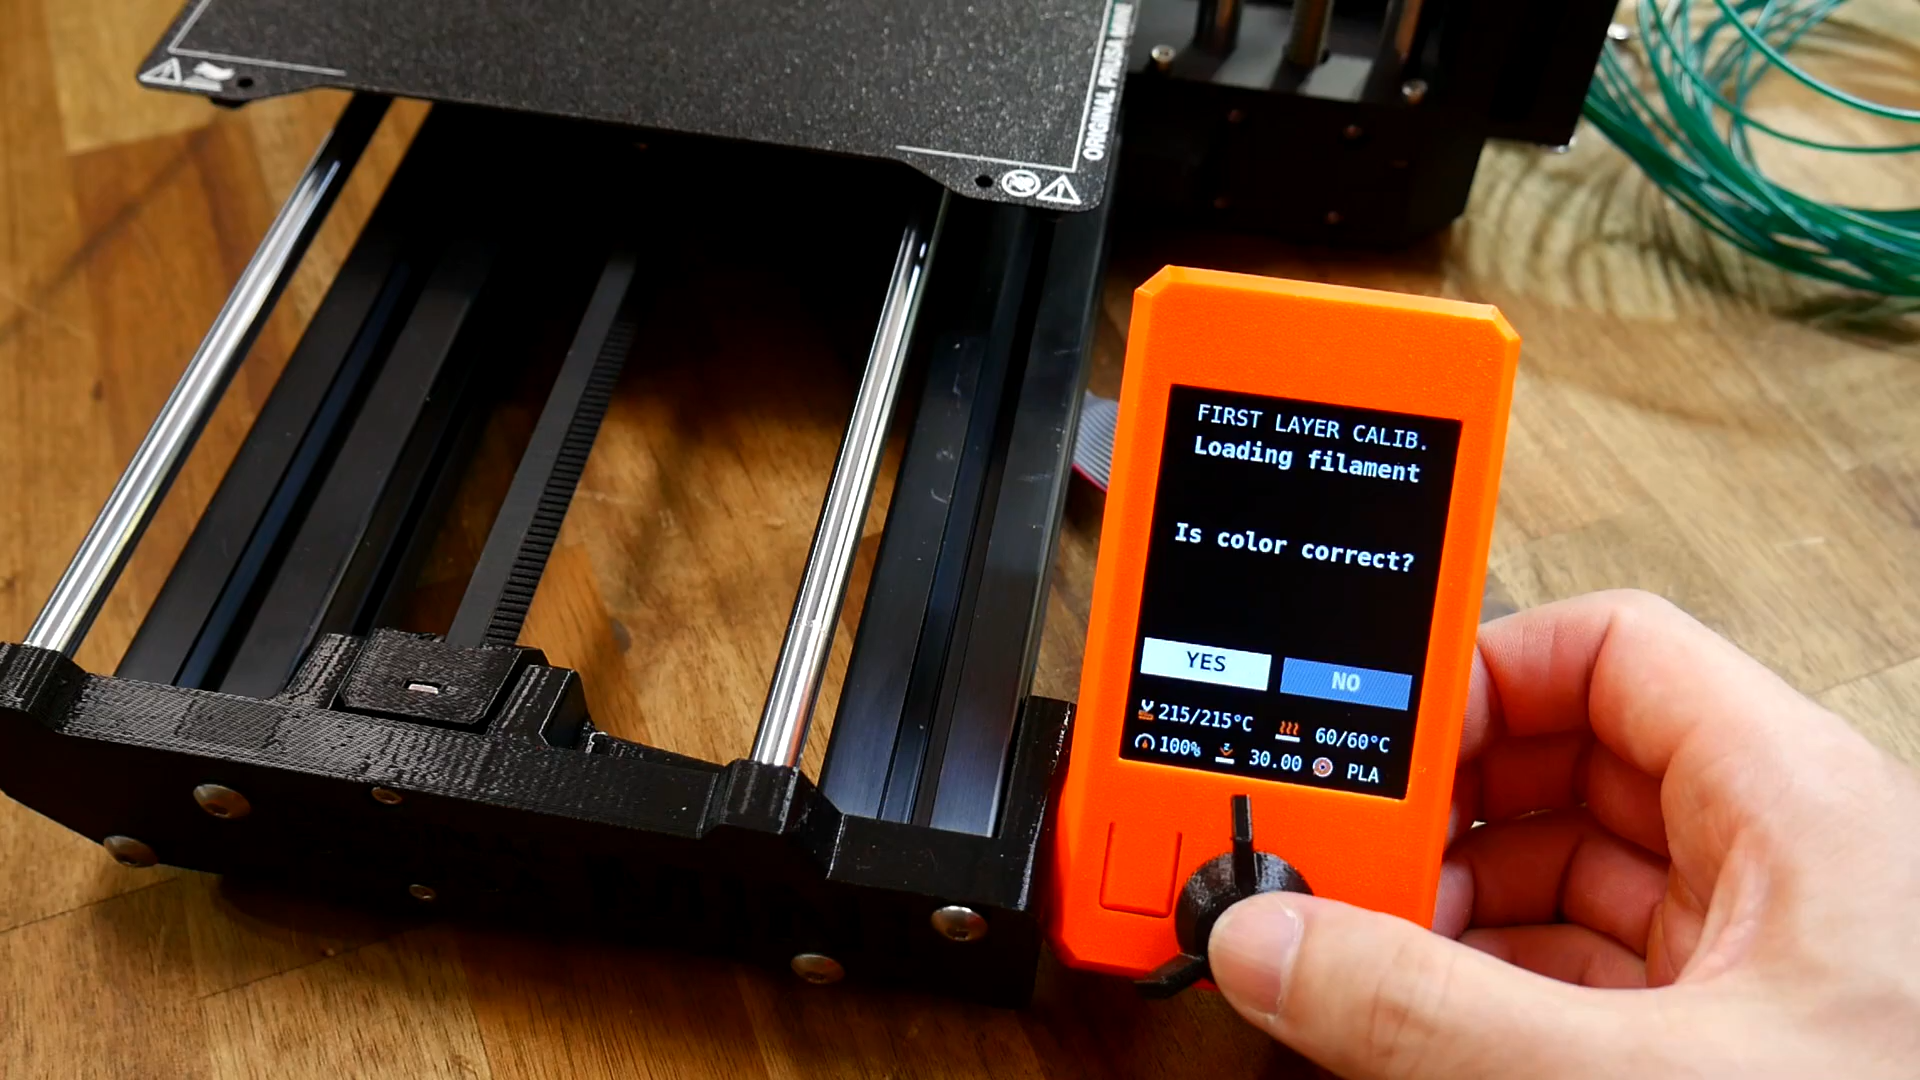 ORIGINAL PRUSA MINI
FIRST LAYER CALIB.
Loading filament
Is color correct?
YES
NO
215/215°C
60/60°C
100%
30.00
PLA